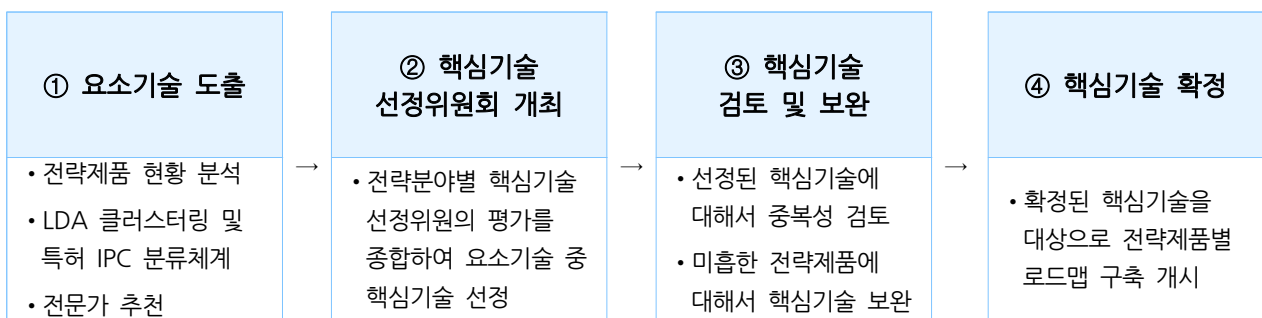 ① 요소기술 도출
• 전략제품 현황 분석
• LDA 클러스터링 및
특허 IPC 분류체계
• 전문가 추천
→
② 핵심기술
선정위원회 개최
• 전략분야별 핵심기술
선정위원의 평가를
종합하여 요소기술 중
핵심기술 선정
→
③ 핵심기술
검토 및 보완
• 선정된 핵심기술에
대해서 중복성 검토
• 미흡한 전략제품에
대해서 핵심기술 보완
→
④ 핵심기술 확정
• 확정된 핵심기술을
대상으로 전략제품별
로드맵 구축 개시